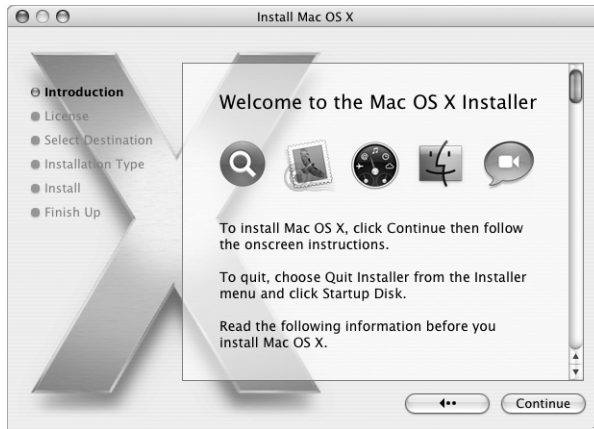 Install Mac OS X
Introduction
License
Select Destination
Installation Type
Install
Finish Up
Welcome to the Mac OS X Installer
To install Mac OS X, click Continue then follow
the onscreen instructions.
To quit, choose Quit Installer from the Installer
menu and click Startup Disk.
Read the following information before you
install Mac OS X.
Continue